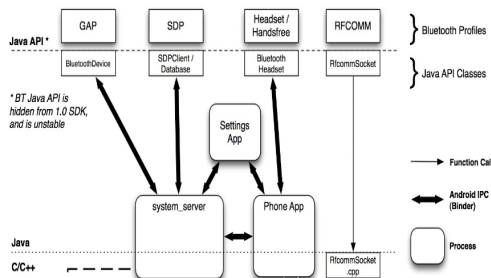 GAP
SDP
Headset /
Handsfree
RFCOMM
Bluetooth Profiles
Java API *
BluetoothDevice
SDPClient /
Database
Bluetooth
Headset
RfcommSocket
Java API Classes
* BT Java API is
hidden from 1.0 SDK,
and is unstable
Settings
App
Function Cal
system_server
Phone App
Android IPC
(Binder)
Java
Process
C/C++
RfcommSocket
.cpp